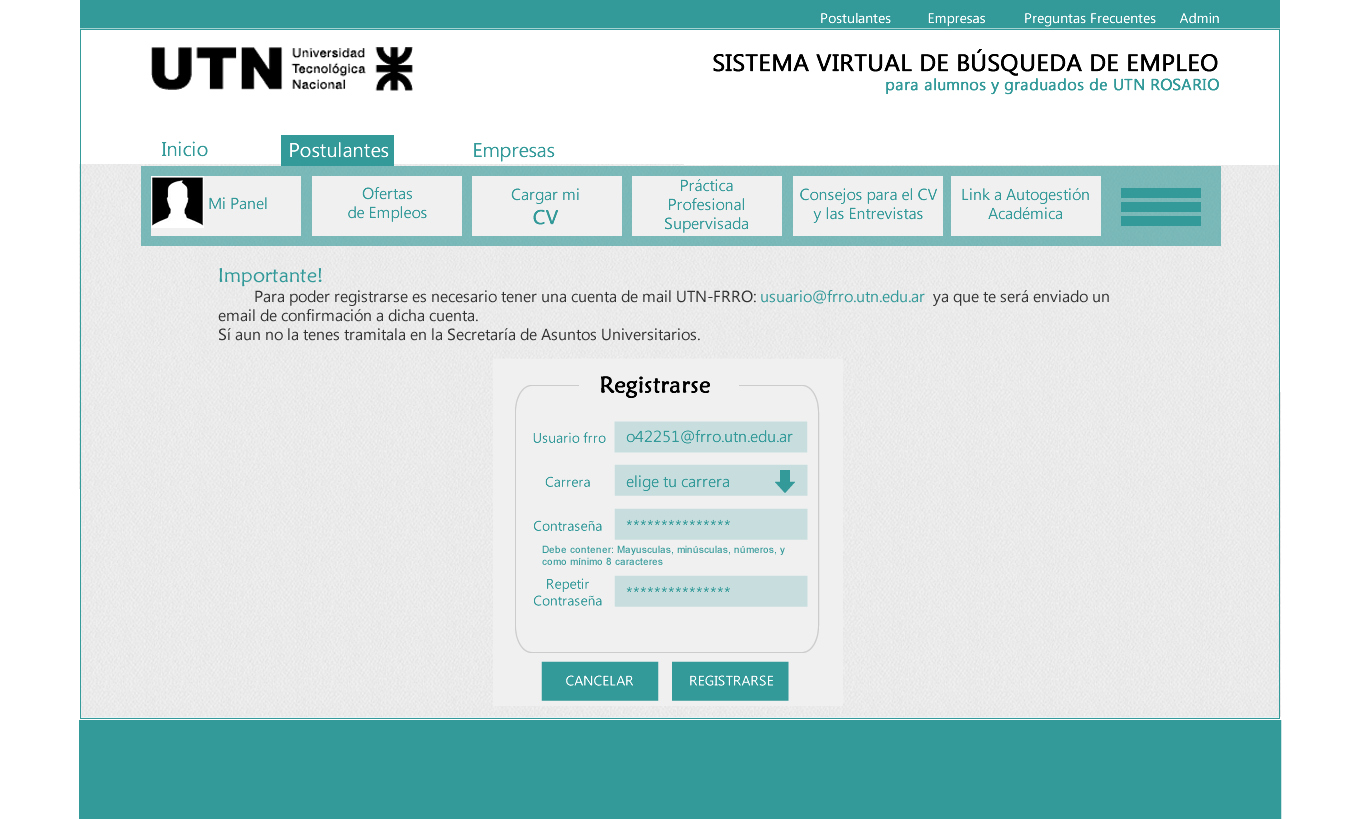 Postulantes Empresas Preguntas Frecuentes Admin
UTN Universidad
Tecnológica
Nacional
SISTEMA VIRTUAL DE BÚSQUEDA DE EMPLEO
para alumnos y graduados de UTN ROSARIO
Inicio Postulantes Empresas
Mi Panel
Ofertas
de Empleos
Cargar mi
CV
Práctica
Profesional
Supervisada
Consejos para el CV
y las Entrevistas
Link a Autogestión
Académica
Importante!
Para poder registrarse es necesario tener una cuenta de mail UTN-FRRO: usuario@frro.utn.edu.ar ya que te será enviado un
email de confirmación a dicha cuenta.
Sí aun no la tenes tramitala en la Secretaría de Asuntos Universitarios.
Registrarse
Usuario frro o42251@frro.utn.edu.ar
Carrera elige tu carrera
Contraseña ***************
Debe contener: Mayusculas, minúsculas, números, y
como mínimo 8 caracteres
Repetir
Contraseña ***************
CANCELAR REGISTRARSE